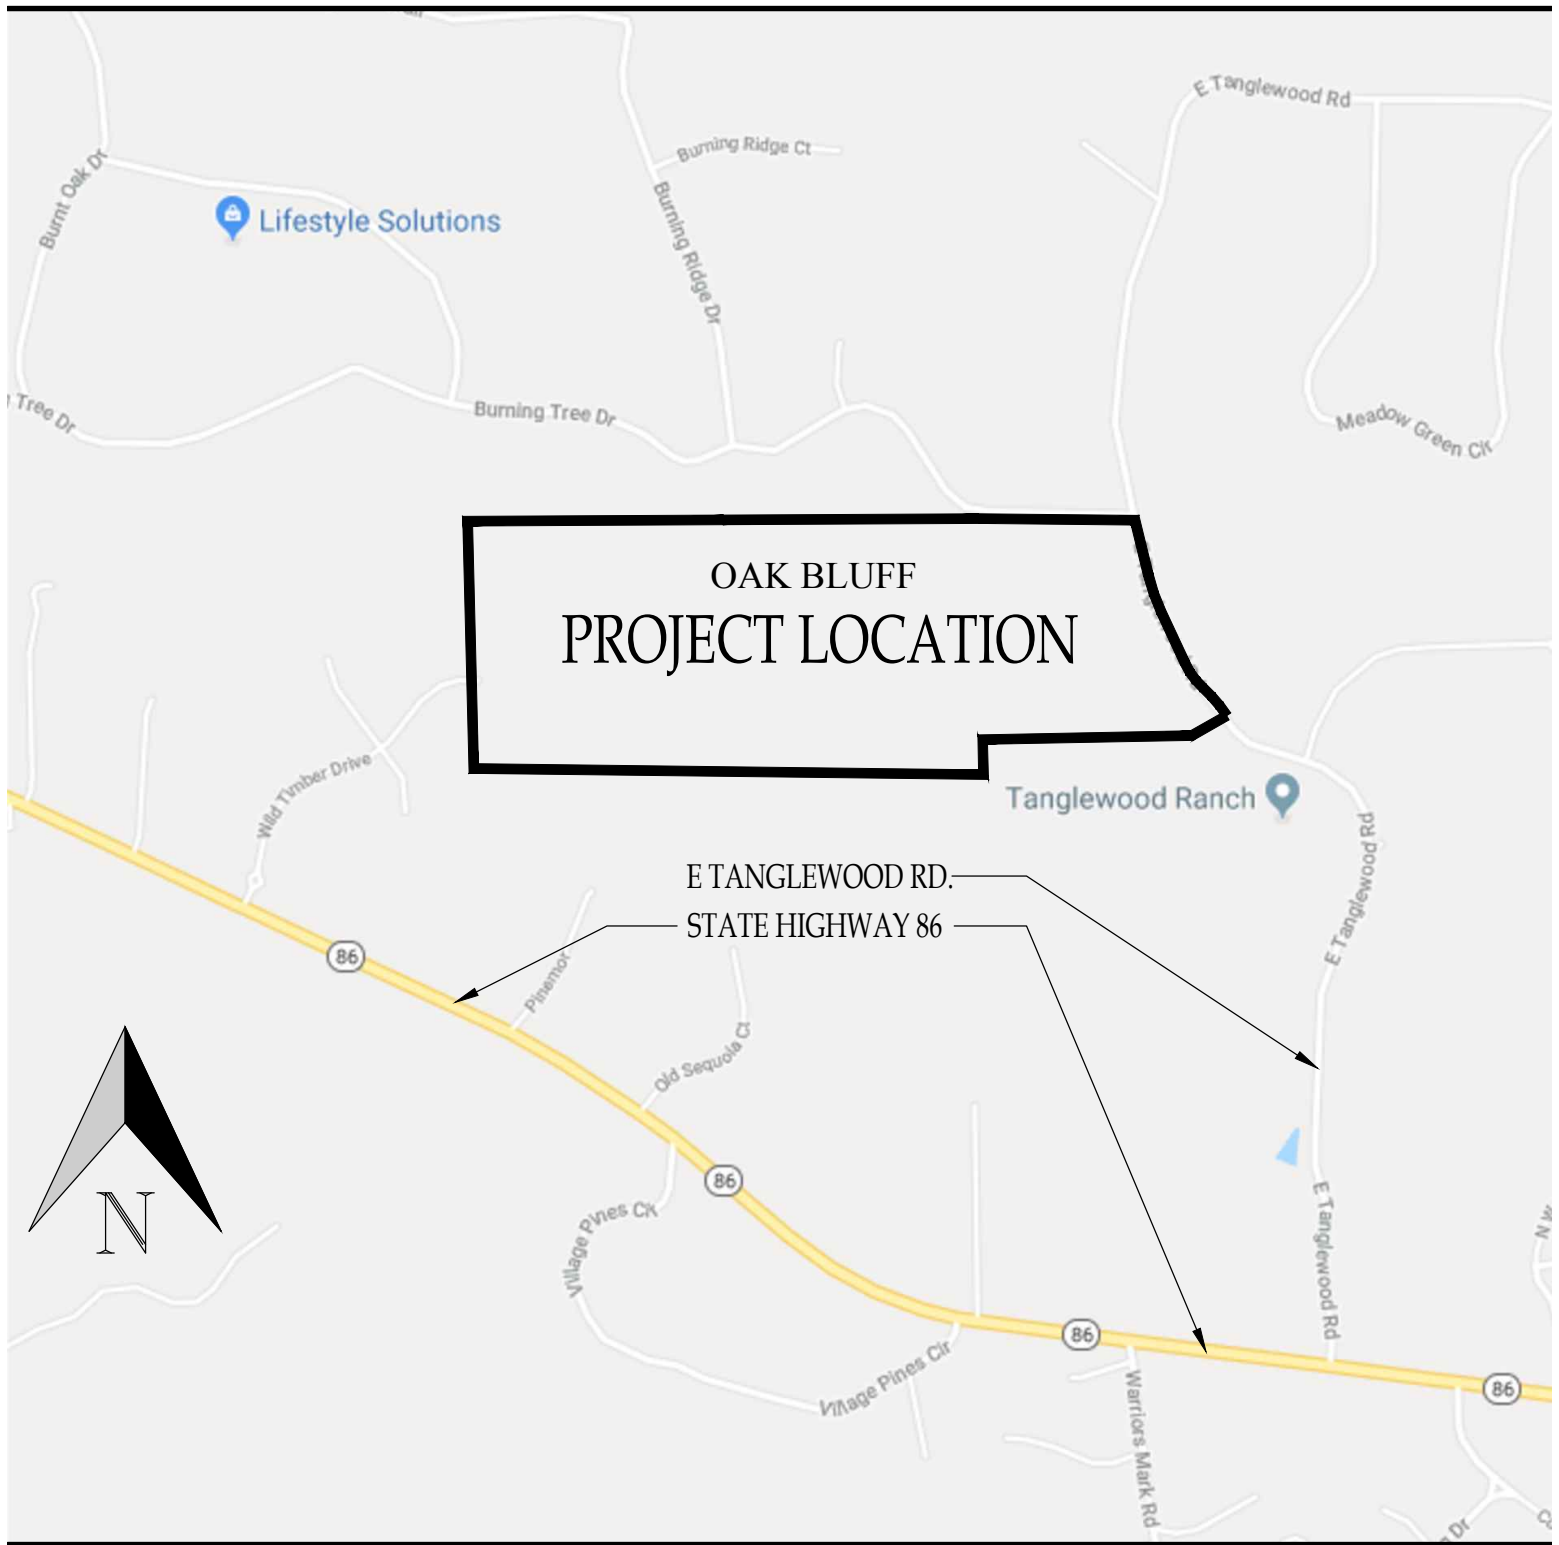 E Tanglewood Rd
Burning Ridge Ct
Burnt Oak Dr
Burning Ridge Dr
Lifestyle Solutions
Tree Dr
Burning Tree Dr
Meadow Green Cir
OAK BLUFF
PROJECT LOCATION
Wild Timber Drive
Tanglewood Ranch
E Tanglewood Rd
E TANGLEWOOD RD.
STATE HIGHWAY 86
86
Pinemor
Old Sequoia Ct
86
N
Village Pines Cir
E Tanglewood Rd
86
Village Pines Cir
86
Warriors Mark Rd
Dr